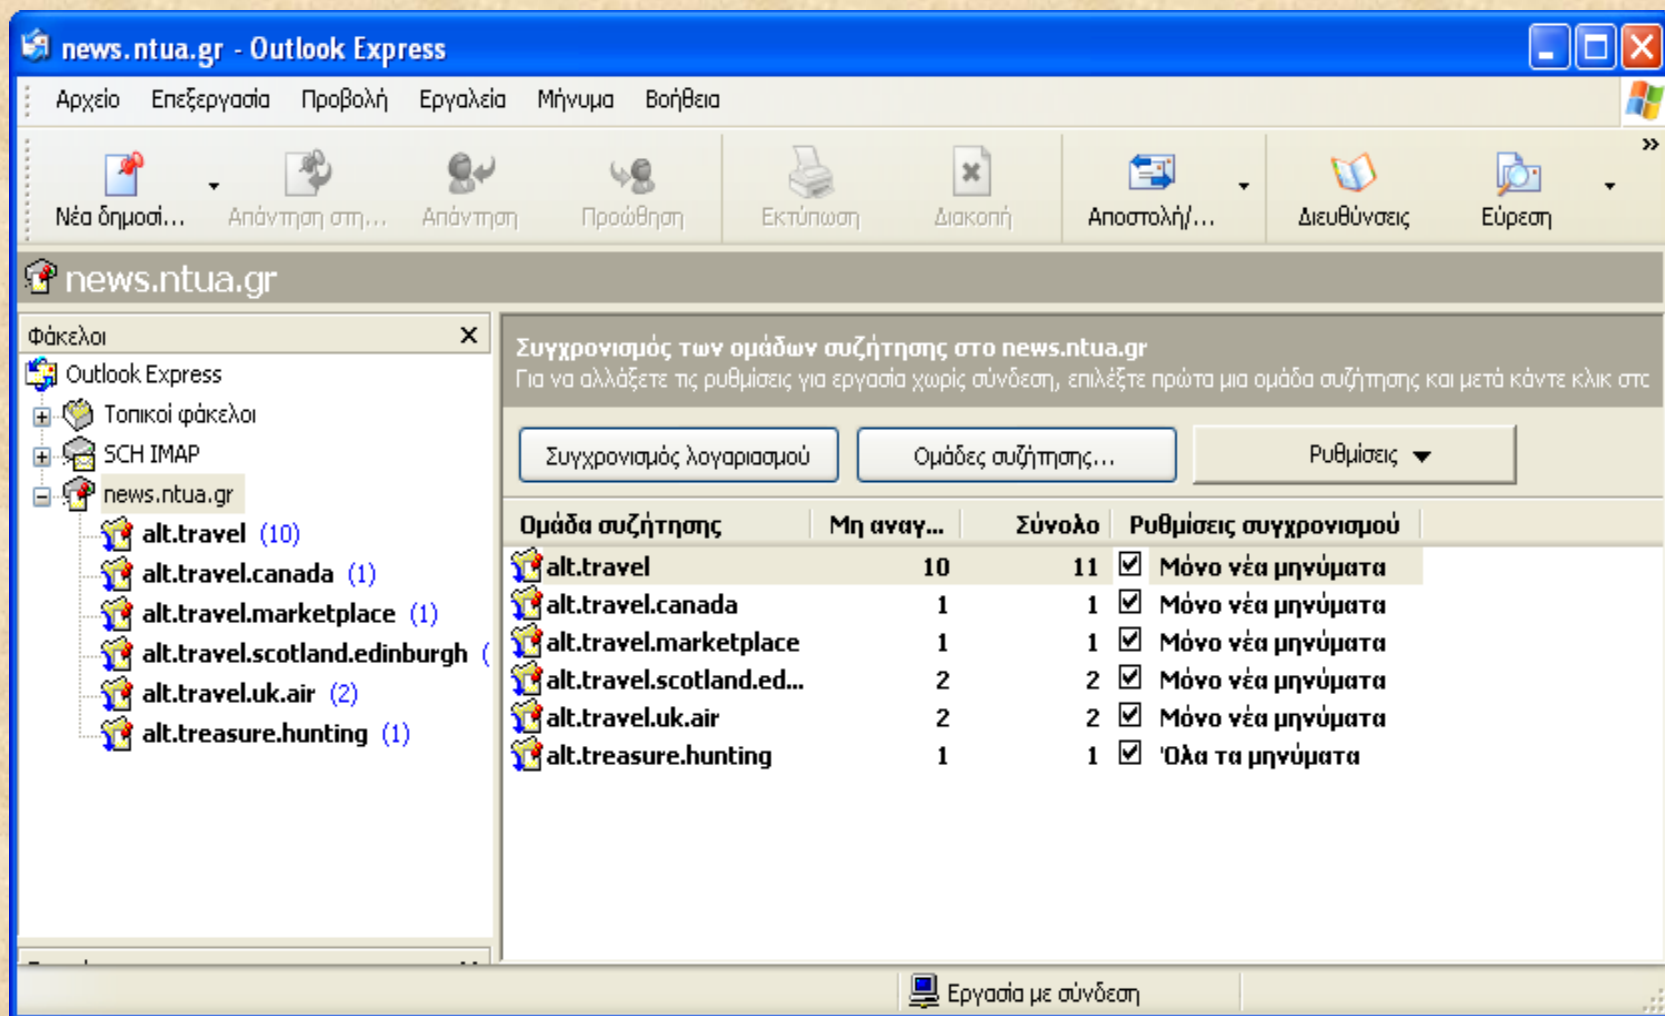 news.ntua.gr - Outlook Express
Αρχείο Επεξεργασία Προβολή Εργαλεία Μήνυμα Βοήθεια
Νέα δημοσί... Απάντηση στη... Απάντηση Προώθηση Εκτύπωση Διακοπή Αποστολή/... Διευθύνσεις Εύρεση
news.ntua.gr
Φάκελοι
Outlook Express
Τοπικοί φάκελοι
SCH IMAP
news.ntua.gr
alt.travel (10)
alt.travel.canada (1)
alt.travel.marketplace (1)
alt.travel.scotland.edinburgh (
alt.travel.uk.air (2)
alt.treasure.hunting (1)
Συγχρονισμός των ομάδων συζήτησης στο news.ntua.gr
Για να αλλάξετε τις ρυθμίσεις για εργασία χωρίς σύνδεση, επιλέξτε πρώτα μια ομάδα συζήτησης και μετά κάντε κλικ στο
Συγχρονισμός λογαριασμού Ομάδες συζήτησης... Ρυθμίσεις
Ομάδα συζήτησης Μη αναγ... Σύνολο Ρυθμίσεις συγχρονισμού
alt.travel 10 11 Μόνο νέα μηνύματα
alt.travel.canada 1 1 Μόνο νέα μηνύματα
alt.travel.marketplace 1 1 Μόνο νέα μηνύματα
alt.travel.scotland.ed... 2 2 Μόνο νέα μηνύματα
alt.travel.uk.air 2 2 Μόνο νέα μηνύματα
alt.treasure.hunting 1 1 Όλα τα μηνύματα
Εργασία με σύνδεση